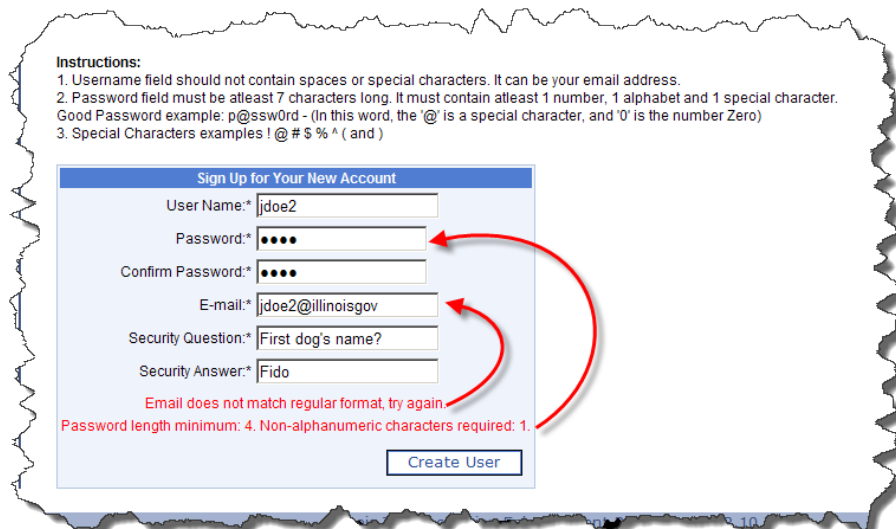 Instructions:
1. Username field should not contain spaces or special characters. It can be your email address.
2. Password field must be atleast 7 characters long. It must contain atleast 1 number, 1 alphabet and 1 special character.
Good Password example: p@ssw0rd - (In this word, the '@' is a special character, and '0' is the number Zero)
3. Special Characters examples ! @ # $ % ^ ( and )
Sign Up for Your New Account
User Name:* jdoe2
Password:* ●●●●
Confirm Password:* ●●●●
E-mail:* jdoe2@illinoisgov
Security Question:* First dog's name?
Security Answer:* Fido
Email does not match regular format, try again.
Password length minimum: 4. Non-alphanumeric characters required: 1.
Create User